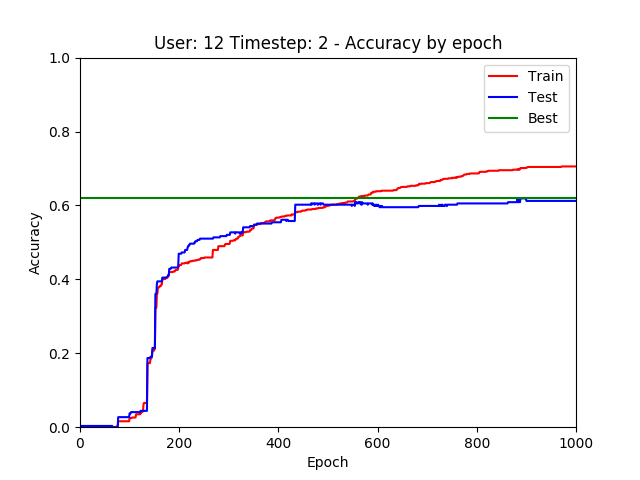 User: 12 Timestep: 2 - Accuracy by epoch
1.0
0.8
0.6
0.4
0.2
0.0
Accuracy
Train
Test
Best
0 200 400 600 800 1000
Epoch